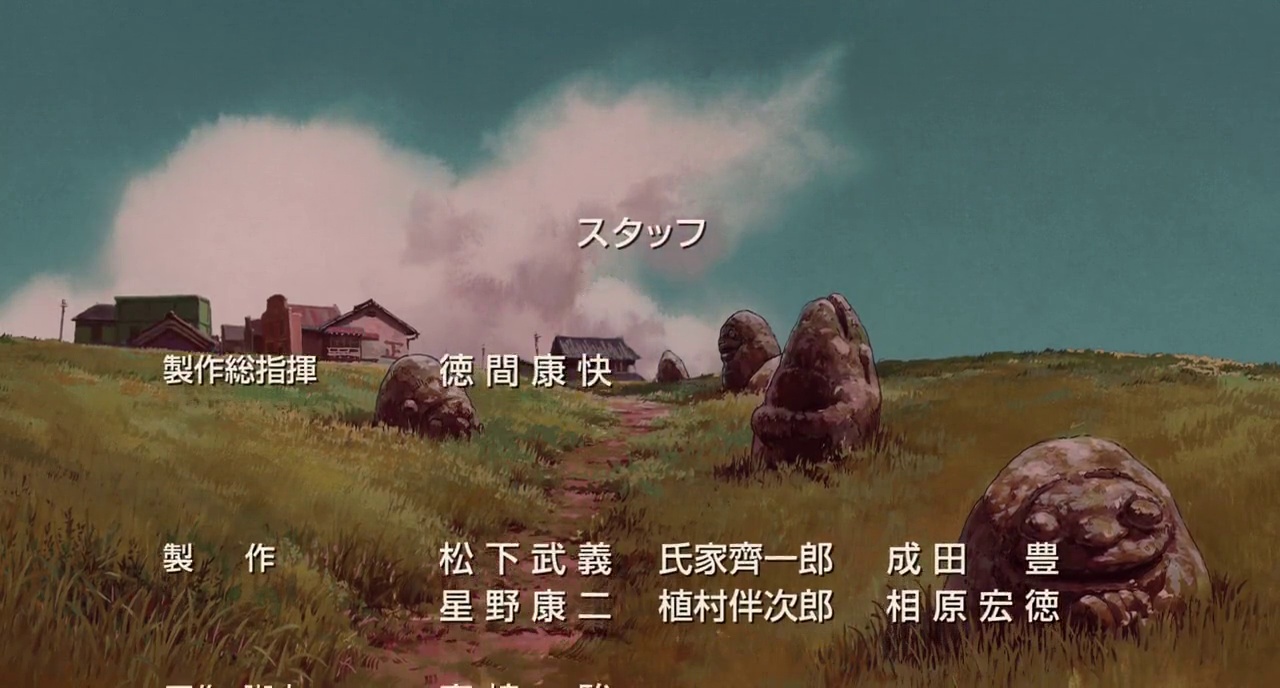 スタッフ
製作総指揮 徳間康快
製作 松下武義 氏家齊一郎 成田豊
星野康二 植村伴次郎 相原宏徳